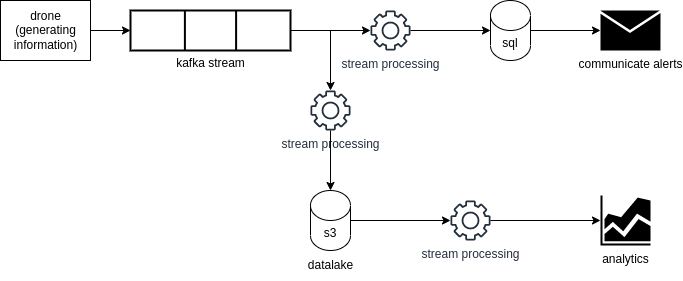 drone
(generating
information)
kafka stream
stream processing
sql
communicate alerts
stream processing
s3
datalake
stream processing
analytics